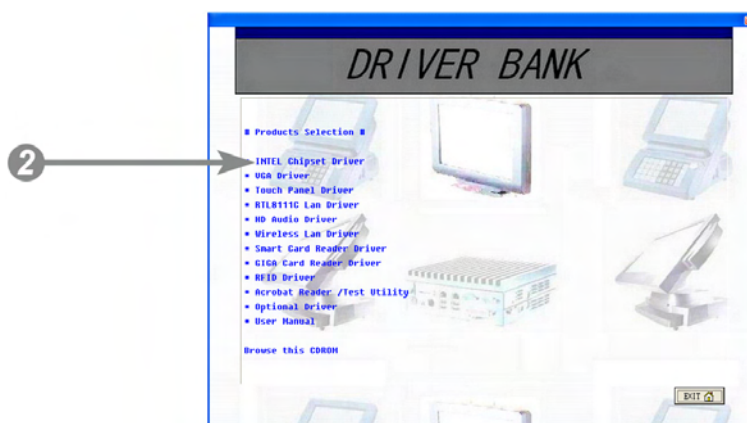 DRIVER BANK
■ Products Selection ■
2
INTEL Chipset Driver
* VGA Driver
* Touch Panel Driver
* RTL8111C Lan Driver
* HD Audio Driver
* Wireless Lan Driver
* Smart Card Reader Driver
* GIGA Card Reader Driver
* RFID Driver
* Acrobat Reader /Test Utility
* Optional Driver
* User Manual
Browse this CDROM
EXIT